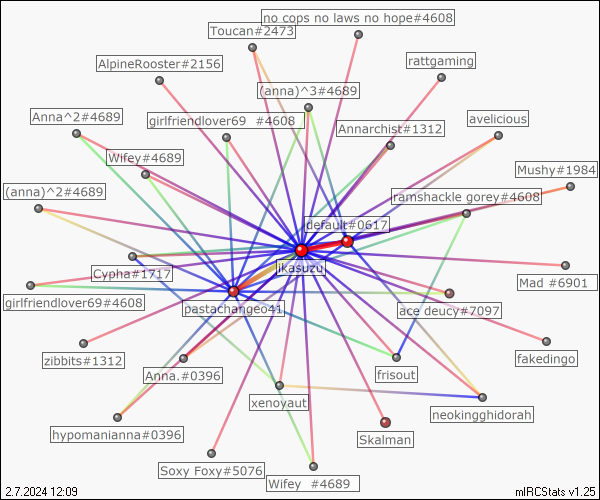 no cops no laws no hope#4608
Toucan#2473
rattgaming
AlpineRooster#2156
(anna)^3#4689
Anna^2#4689
girlfriendlover69 #4608
Annarchist#1312
avelicious
Wifey#4689
Mushy#1984
(anna)^2#4689
ramshackle gorey#4608
default#0617
ikasuzu
Cypha#1717
Mad #6901
girlfriendlover69#4608
pastachangeo41
ace deucy#7097
zibbits#1312
fakedingo
Anna.#0396
frisout
xenoyaut
neokingghidorah
hypomanianna#0396
Skalman
Soxy Foxy#5076
Wifey #4689
2.7.2024 12:09
mIRCStats v1.25